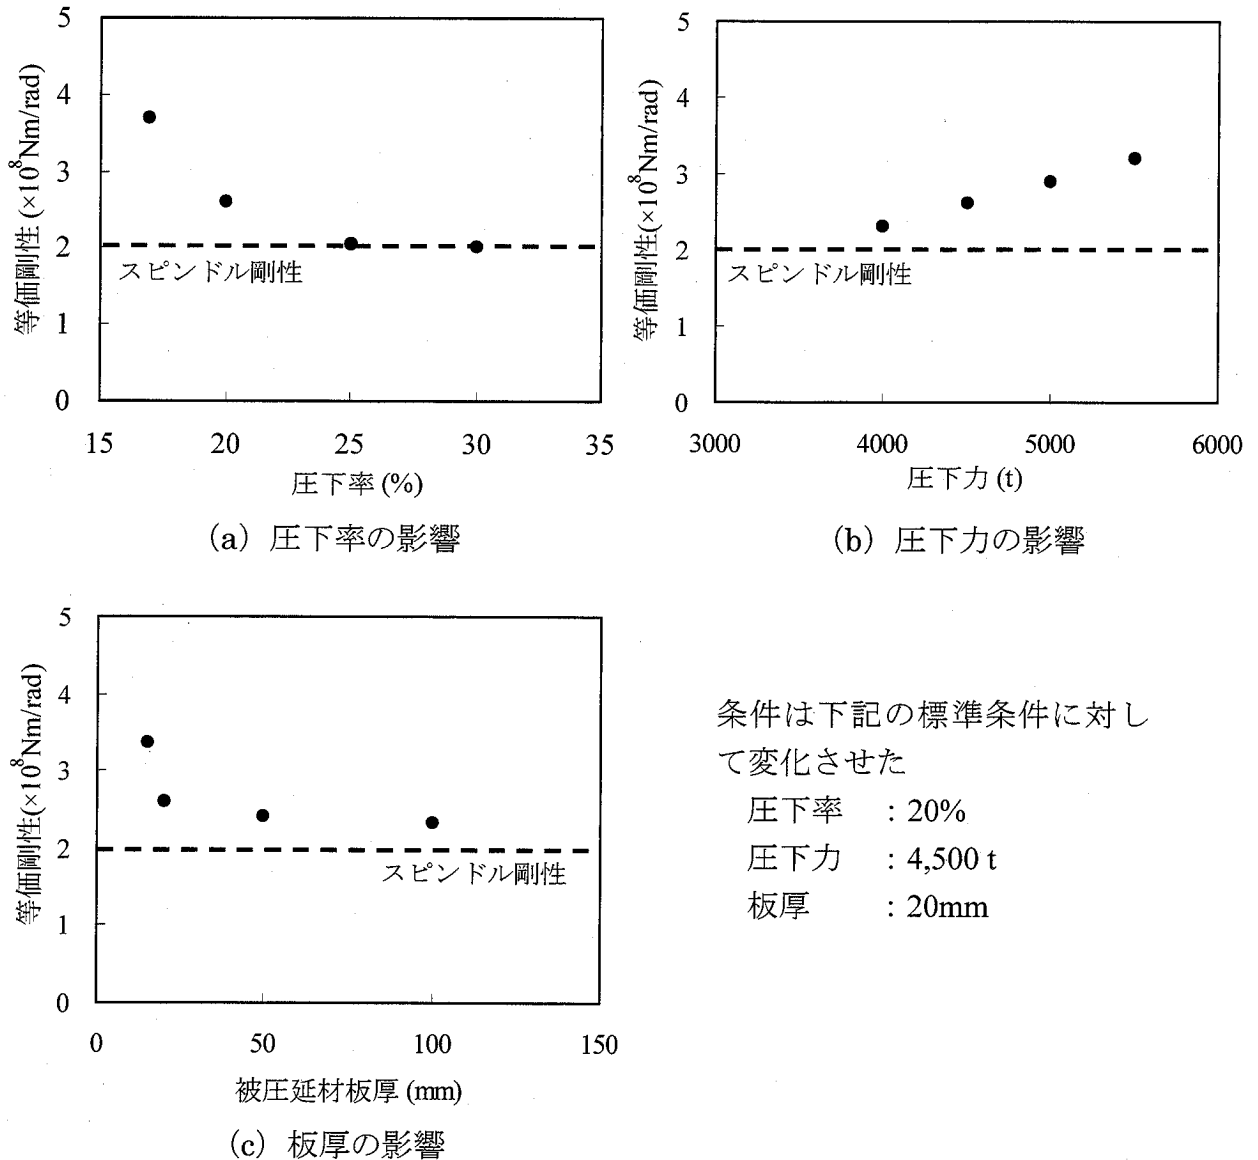 5
4
3
2
1
0
等価剛性 (×10⁸Nm/rad)
スピンドル剛性
15 20 25 30 35
圧下率 (%)
(a) 圧下率の影響
5
4
3
2
1
0
等価剛性(×10⁸Nm/rad)
スピンドル剛性
3000 4000 5000 6000
圧下力 (t)
(b) 圧下力の影響
5
4
3
2
1
0
等価剛性(×10⁸Nm/rad)
スピンドル剛性
0 50 100 150
被圧延材板厚 (mm)
(c) 板厚の影響
条件は下記の標準条件に対し
て変化させた
圧下率 : 20%
圧下力 : 4,500 t
板厚 : 20mm